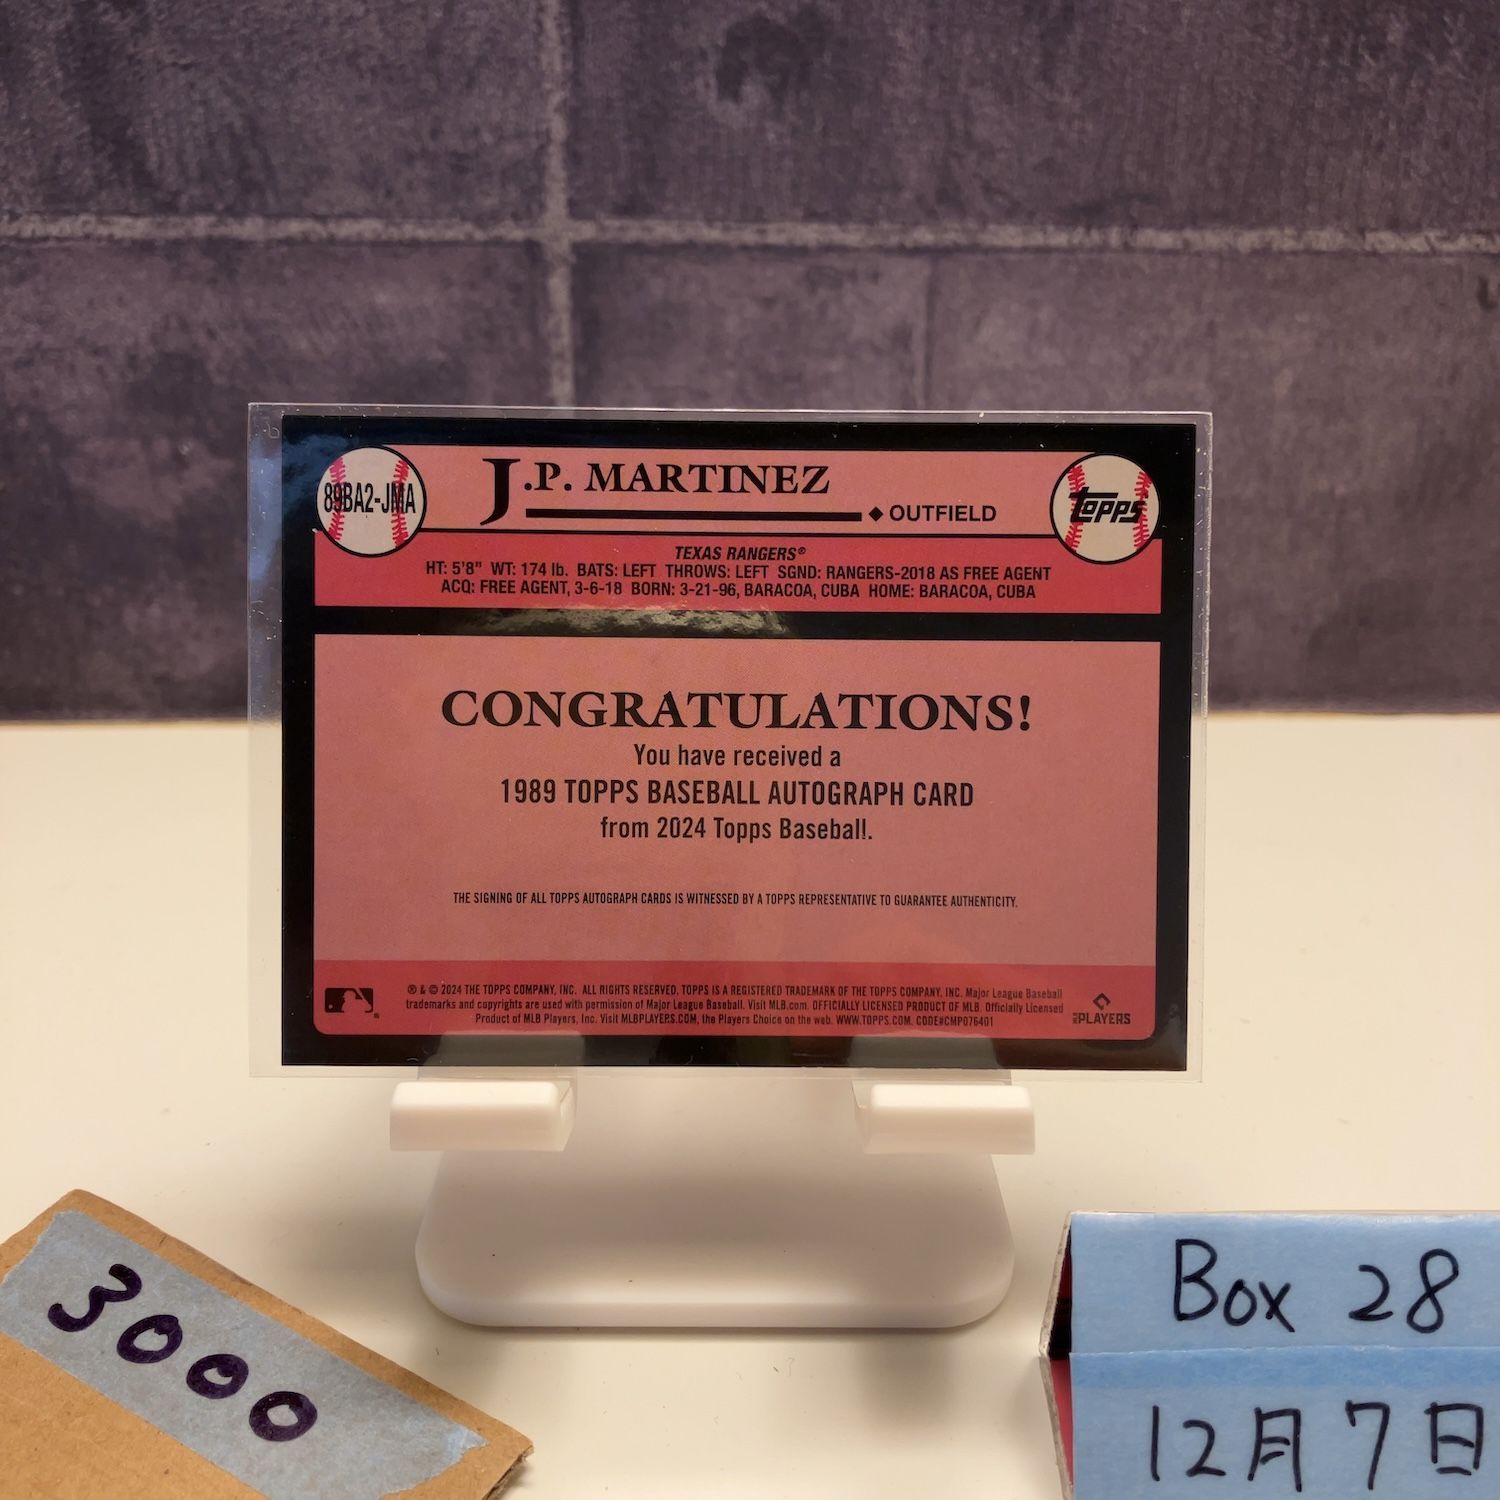 89BA2-JMA
J.P. MARTINEZ
◆ OUTFIELD
topps
TEXAS RANGERS®
HT: 5'8" WT: 174 lb. BATS: LEFT THROWS: LEFT SGND: RANGERS-2018 AS FREE AGENT
ACQ: FREE AGENT, 3-6-18 BORN: 3-21-96, BARACOA, CUBA HOME: BARACOA, CUBA
CONGRATULATIONS!
You have received a
1989 TOPPS BASEBALL AUTOGRAPH CARD
from 2024 Topps Baseball.
THE SIGNING OF ALL TOPPS AUTOGRAPH CARDS IS WITNESSED BY A TOPPS REPRESENTATIVE TO GUARANTEE AUTHENTICITY.
® & © 2024 THE TOPPS COMPANY, INC. ALL RIGHTS RESERVED. TOPPS IS A REGISTERED TRADEMARK OF THE TOPPS COMPANY, INC. Major League Baseball
trademarks and copyrights are used with permission of Major League Baseball. Visit MLB.com. OFFICIALLY LICENSED PRODUCT OF MLB. Officially Licensed
Product of MLB Players, Inc. Visit MLBPLAYERS.COM, the Players Choice on the web. WWW.TOPPS.COM. CODE#CMP076401
MLB PLAYERS
3000
Box 28
12月7日